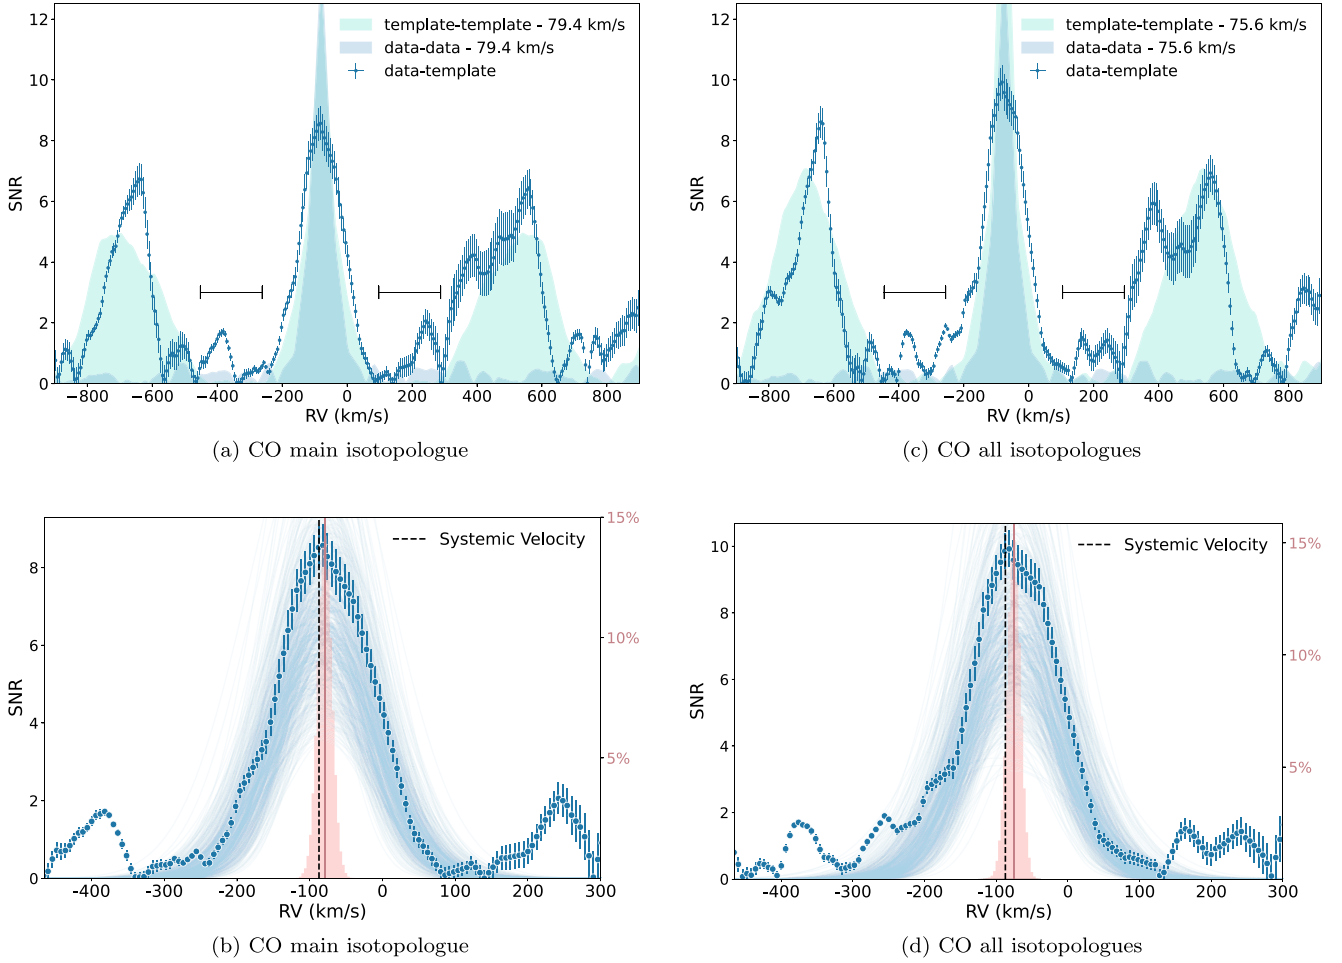 template-template - 79.4 km/s
data-data - 79.4 km/s
data-template
12
10
8
6
4
2
0
SNR
−800 −600 −400 −200 0 200 400 600 800
RV (km/s)
(a) CO main isotopologue
template-template - 75.6 km/s
data-data - 75.6 km/s
data-template
12
10
8
6
4
2
0
SNR
−800 −600 −400 −200 0 200 400 600 800
RV (km/s)
(c) CO all isotopologues
Systemic Velocity
8
6
4
2
0
SNR
15%
10%
5%
−400 −300 −200 −100 0 100 200 300
RV (km/s)
(b) CO main isotopologue
Systemic Velocity
10
8
6
4
2
0
SNR
15%
10%
5%
−400 −300 −200 −100 0 100 200 300
RV (km/s)
(d) CO all isotopologues